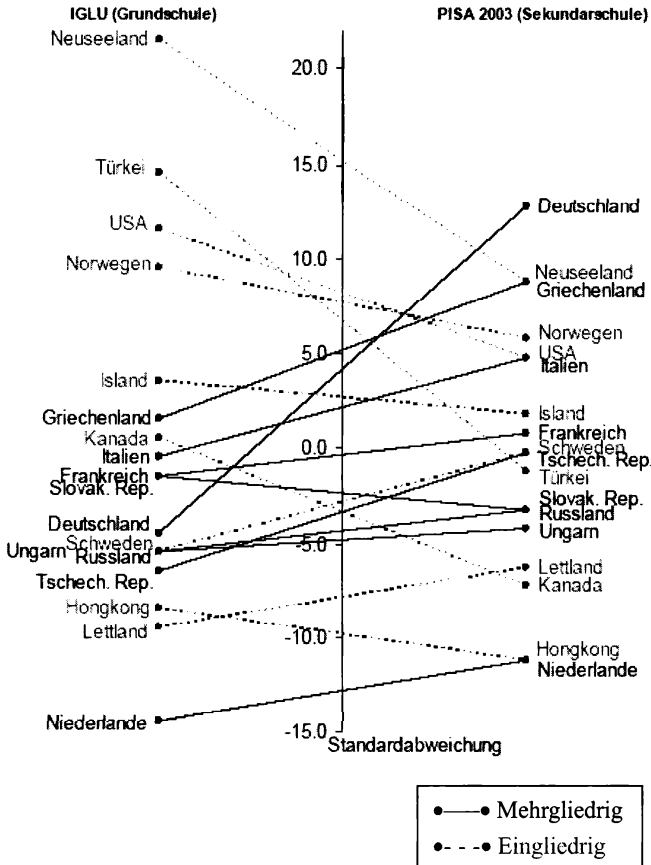 IGLU (Grundschule)
PISA 2003 (Sekundarschule)
Neuseeland
Türkei
USA
Norwegen
Island
Griechenland
Kanada
Italien
Frankreich
Slovak. Rep.
Deutschland
Schweden
Ungarn Russland
Tschech. Rep.
Hongkong
Lettland
Niederlande
20.0
15.0
10.0
5.0
0.0
-5.0
-10.0
-15.0
Standardabweichung
Deutschland
Neuseeland
Griechenland
Norwegen
USA
Italien
Island
Frankreich
Schweden
Tschech. Rep.
Türkei
Slovak. Rep.
Russland
Ungarn
Lettland
Kanada
Hongkong
Niederlande
Mehrgliedrig
Eingliedrig